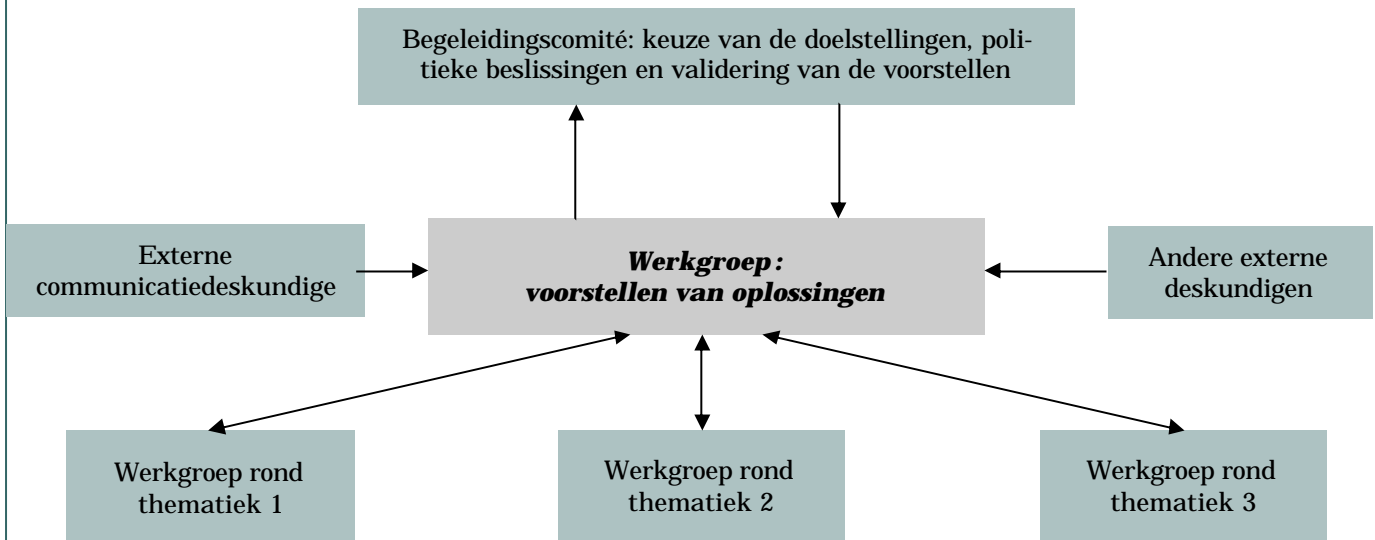 Begeleidingscomité: keuze van de doelstellingen, poli-
tieke beslissingen en validering van de voorstellen
Externe
communicatiedeskundige
Werkgroep:
voorstellen van oplossingen
Andere externe
deskundigen
Werkgroep rond
thematiek 1
Werkgroep rond
thematiek 2
Werkgroep rond
thematiek 3